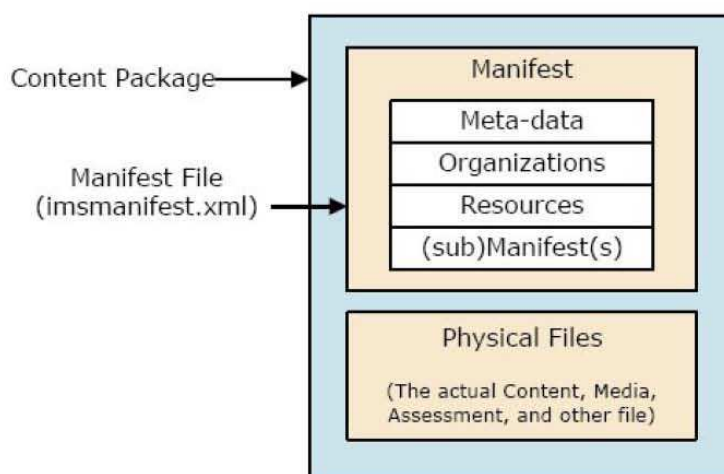 Content Package
Manifest File
(imsmanifest.xml)
Manifest
Meta-data
Organizations
Resources
(sub)Manifest(s)
Physical Files
(The actual Content, Media,
Assessment, and other file)